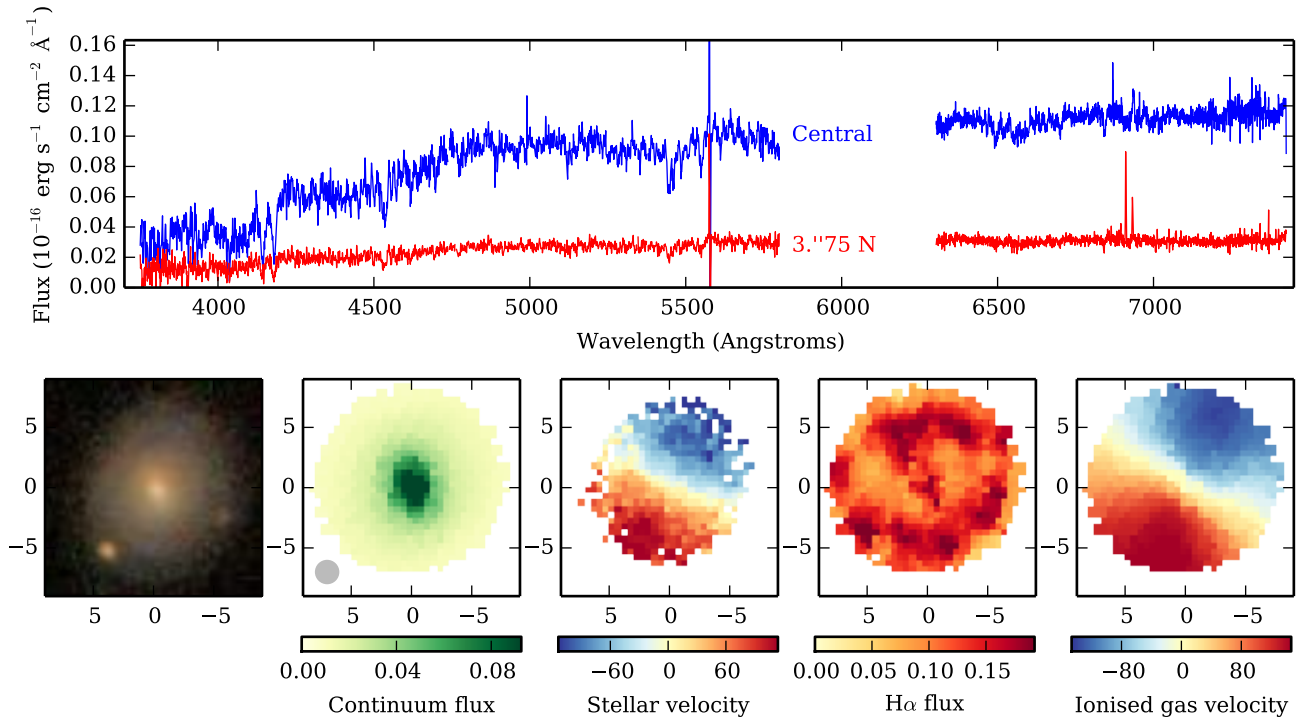 Flux (10⁻¹⁶ erg s⁻¹ cm⁻² Å⁻¹)
0.16
0.14
0.12
0.10
0.08
0.06
0.04
0.02
0.00
Central
3.''75 N
4000 4500 5000 5500 6000 6500 7000
Wavelength (Angstroms)
5
0
−5
5 0 −5
5
0
−5
5 0 −5
5
0
−5
5 0 −5
5
0
−5
5 0 −5
5
0
−5
5 0 −5
0.00 0.04 0.08
Continuum flux
−60 0 60
Stellar velocity
0.00 0.05 0.10 0.15
Hα flux
−80 0 80
Ionised gas velocity